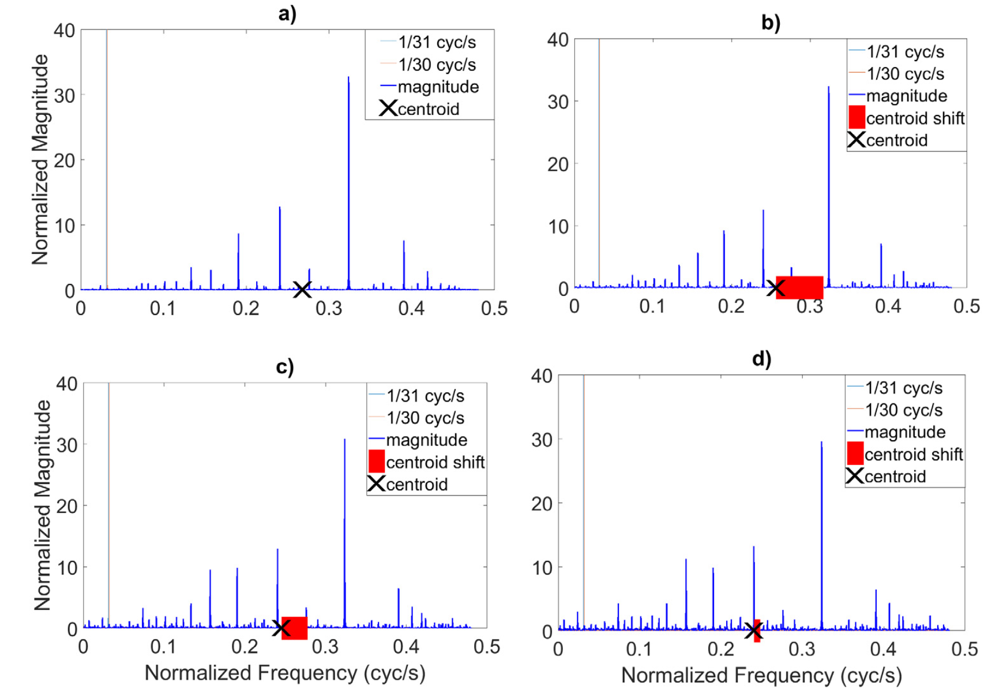 a)
40
30
20
10
0
Normalized Magnitude
1/31 cyc/s
1/30 cyc/s
magnitude
centroid
0 0.1 0.2 0.3 0.4 0.5
b)
40
30
20
10
0
1/31 cyc/s
1/30 cyc/s
magnitude
centroid shift
centroid
0 0.1 0.2 0.3 0.4 0.5
c)
40
30
20
10
0
Normalized Magnitude
1/31 cyc/s
1/30 cyc/s
magnitude
centroid shift
centroid
0 0.1 0.2 0.3 0.4 0.5
Normalized Frequency (cyc/s)
d)
40
30
20
10
0
1/31 cyc/s
1/30 cyc/s
magnitude
centroid shift
centroid
0 0.1 0.2 0.3 0.4 0.5
Normalized Frequency (cyc/s)